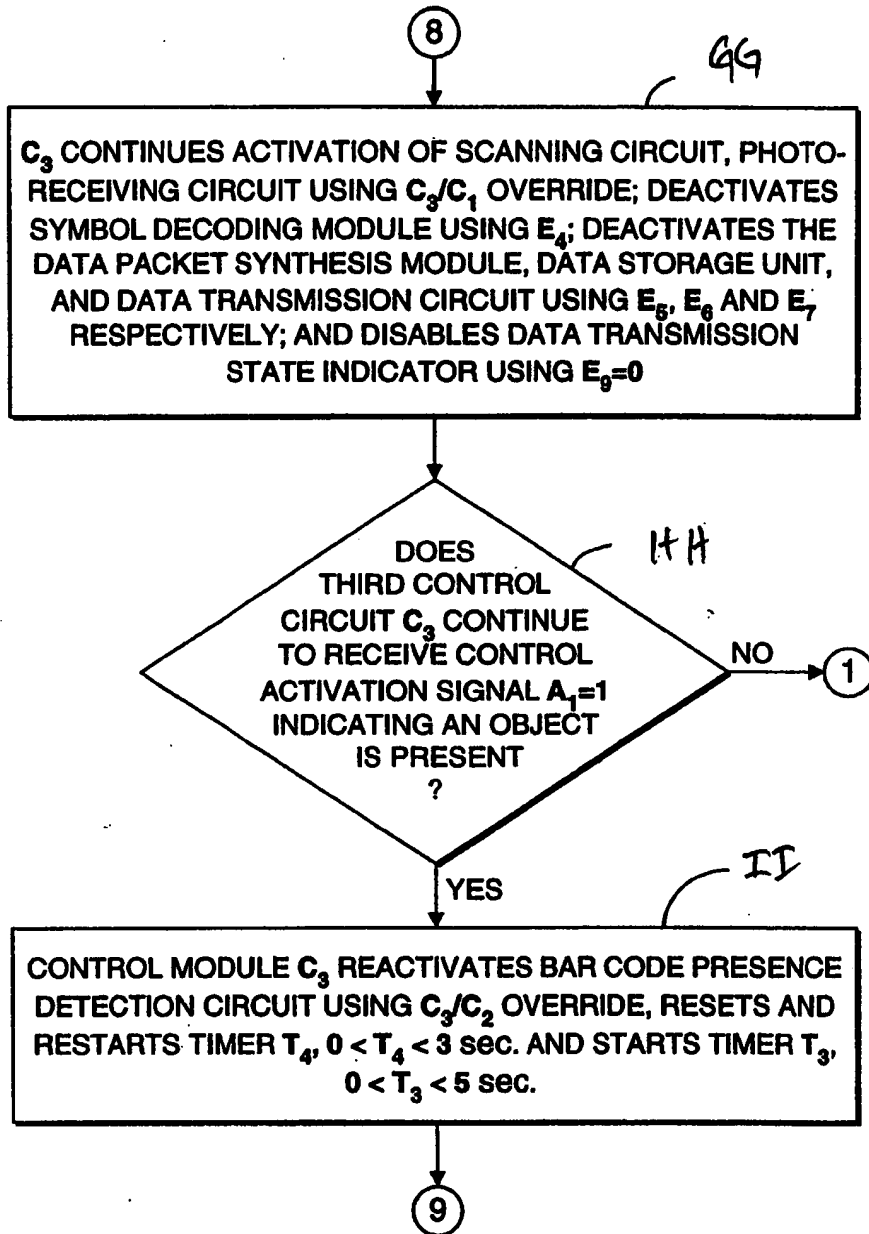 8
GG
C₃ CONTINUES ACTIVATION OF SCANNING CIRCUIT, PHOTO-
RECEIVING CIRCUIT USING C₃/C₁ OVERRIDE; DEACTIVATES
SYMBOL DECODING MODULE USING E₄; DEACTIVATES THE
DATA PACKET SYNTHESIS MODULE, DATA STORAGE UNIT,
AND DATA TRANSMISSION CIRCUIT USING E₅, E₆ AND E₇
RESPECTIVELY; AND DISABLES DATA TRANSMISSION
STATE INDICATOR USING E₉=0
HH
DOES
THIRD CONTROL
CIRCUIT C₃ CONTINUE
TO RECEIVE CONTROL
ACTIVATION SIGNAL A₁=1
INDICATING AN OBJECT
IS PRESENT
?
NO
1
YES
II
CONTROL MODULE C₃ REACTIVATES BAR CODE PRESENCE
DETECTION CIRCUIT USING C₃/C₂ OVERRIDE, RESETS AND
RESTARTS TIMER T₄, 0 < T₄ < 3 sec. AND STARTS TIMER T₃,
0 < T₃ < 5 sec.
9